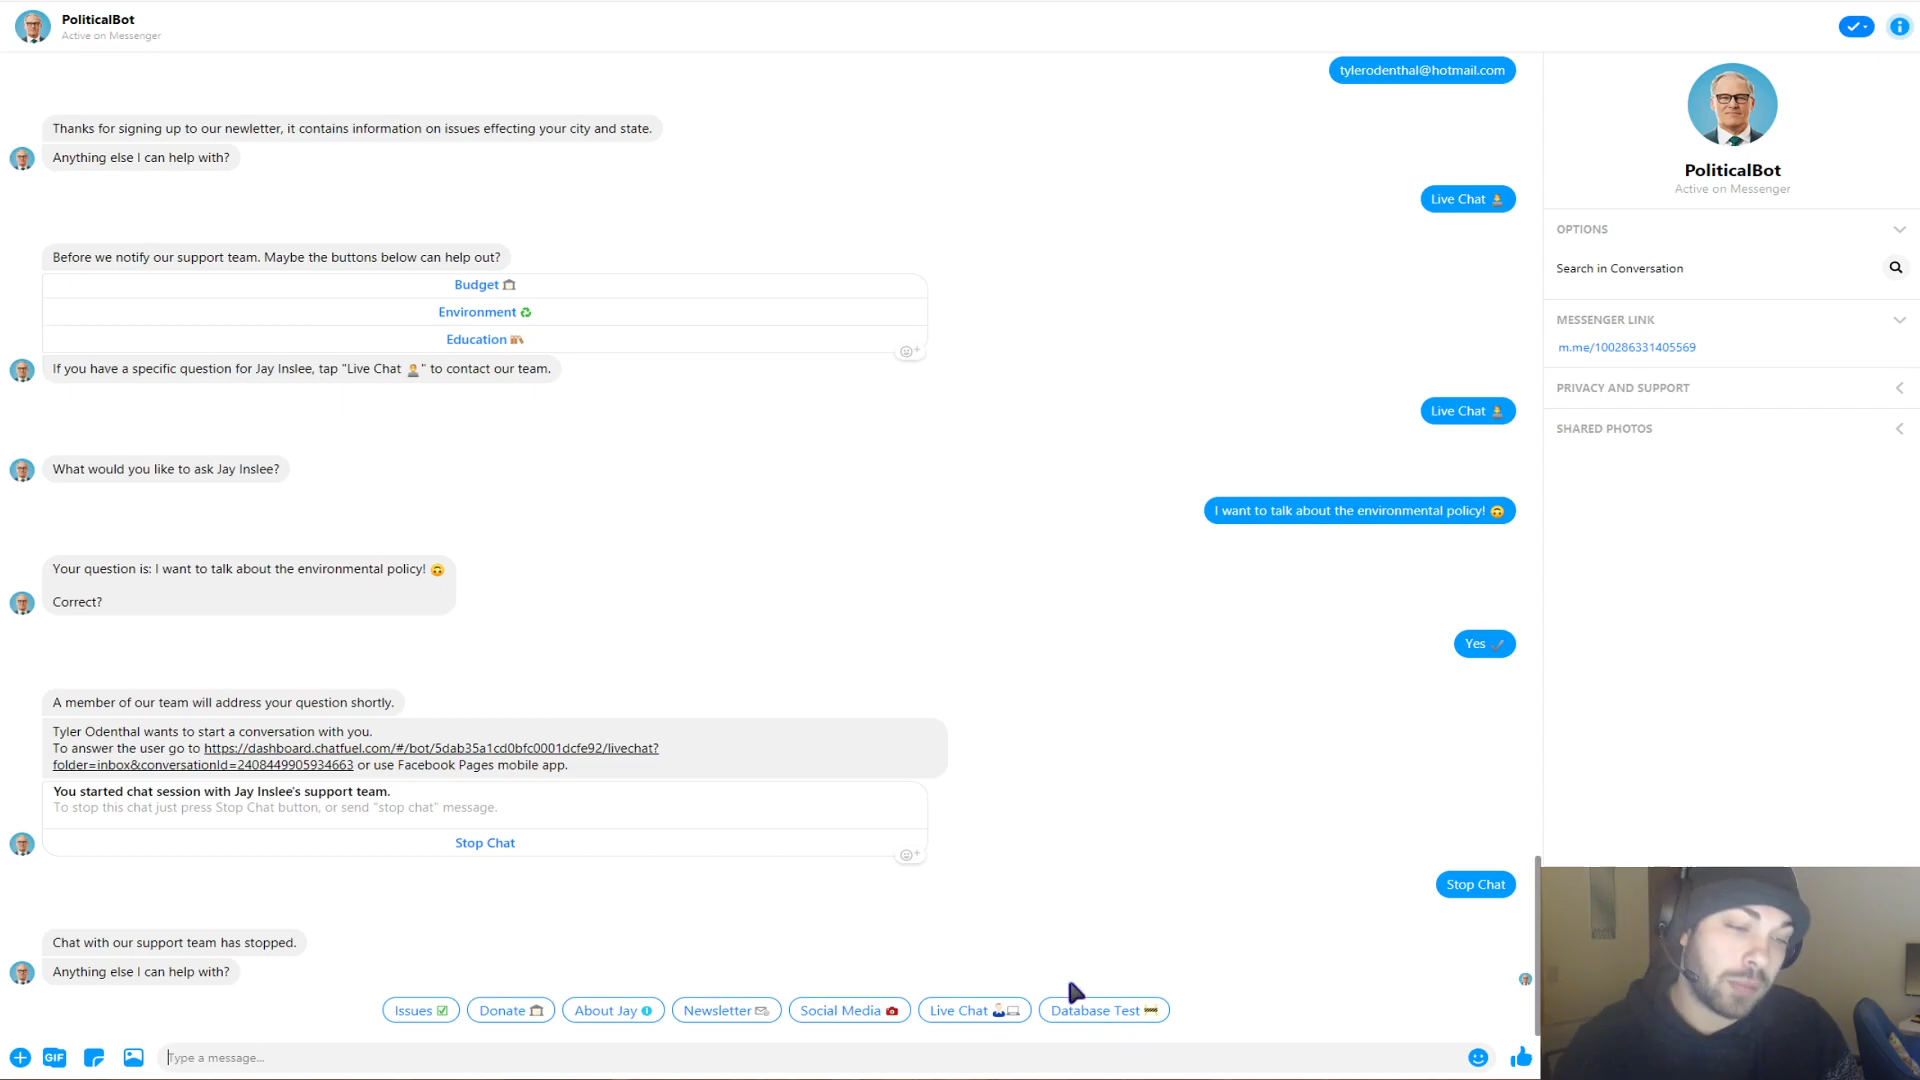 PoliticalBot
Active on Messenger
tylerodenthal@hotmail.com
Thanks for signing up to our newletter, it contains information on issues effecting your city and state.
Anything else I can help with?
Live Chat
Before we notify our support team. Maybe the buttons below can help out?
Budget
Environment
Education
If you have a specific question for Jay Inslee, tap "Live Chat 👨‍💻" to contact our team.
Live Chat
What would you like to ask Jay Inslee?
I want to talk about the environmental policy! 🙃
Your question is: I want to talk about the environmental policy! 🙃
Correct?
Yes
A member of our team will address your question shortly.
Tyler Odenthal wants to start a conversation with you.
To answer the user go to https://dashboard.chatfuel.com/#/bot/5dab35a1cd0bfc0001dcfe92/livechat?
folder=inbox&conversationId=2408449905934663 or use Facebook Pages mobile app.
You started chat session with Jay Inslee's support team.
To stop this chat just press Stop Chat button, or send "stop chat" message.
Stop Chat
Stop Chat
Chat with our support team has stopped.
Anything else I can help with?
Issues Donate About Jay Newsletter Social Media Live Chat Database Test
GIF Type a message...
PoliticalBot
Active on Messenger
OPTIONS
Search in Conversation
MESSENGER LINK
m.me/100286331405569
PRIVACY AND SUPPORT
SHARED PHOTOS